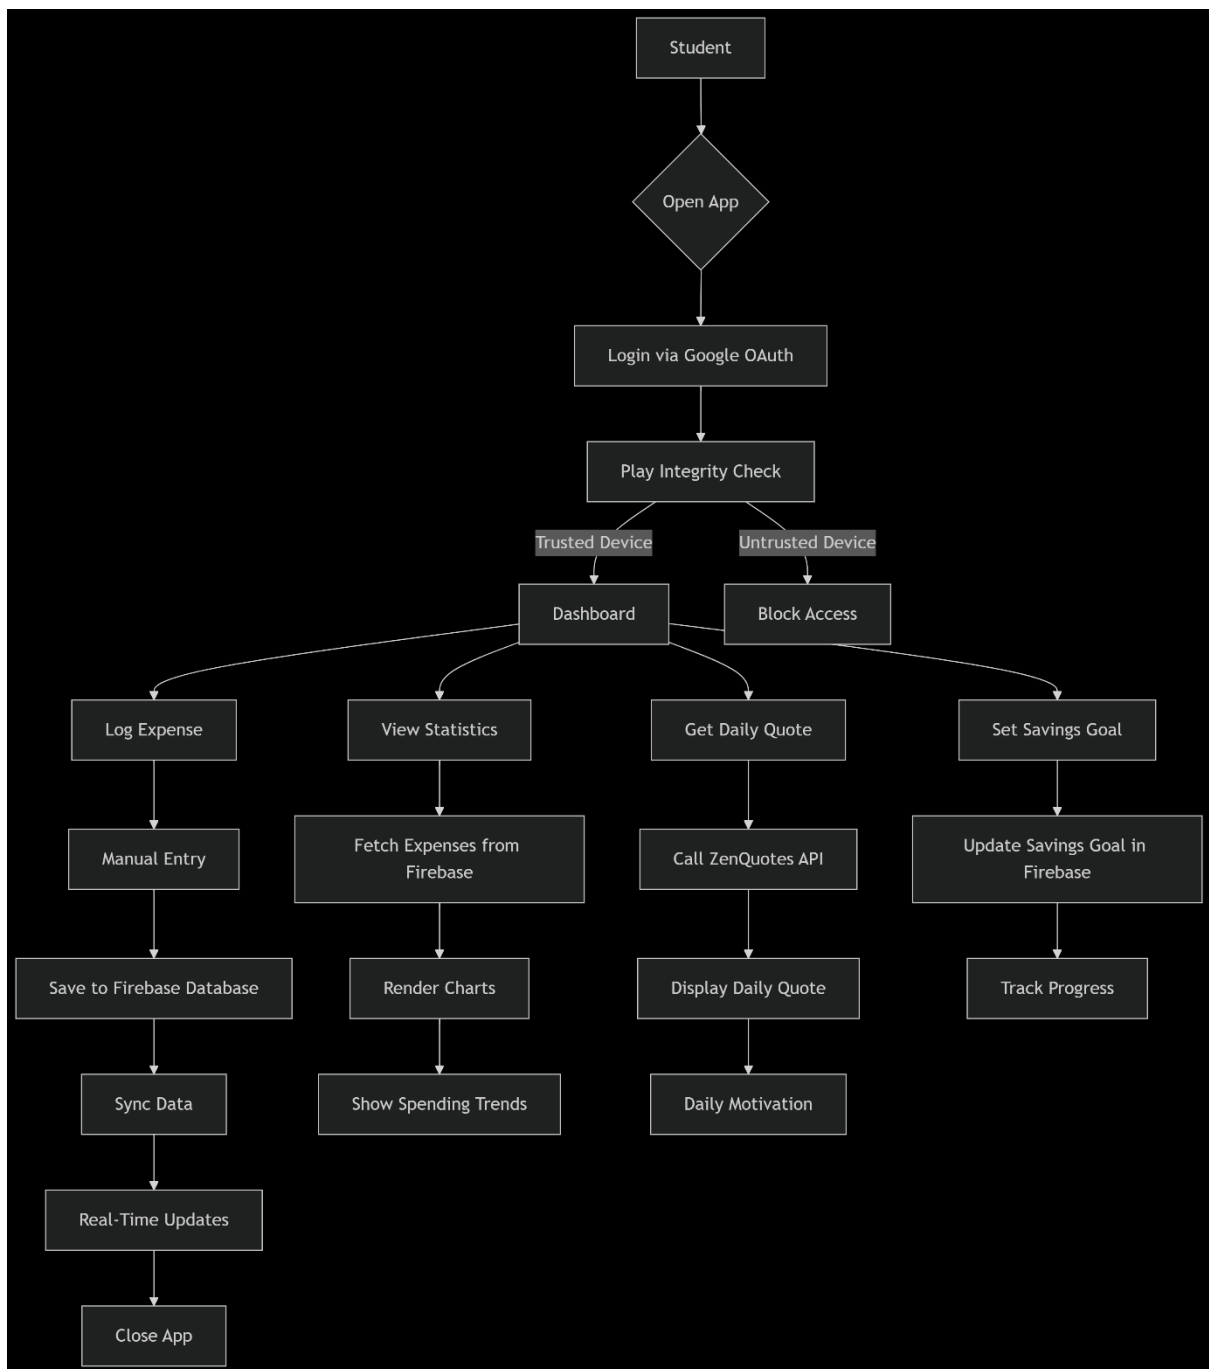 Student
Open App
Login via Google OAuth
Play Integrity Check
Trusted Device
Untrusted Device
Dashboard
Block Access
Log Expense
View Statistics
Get Daily Quote
Set Savings Goal
Manual Entry
Fetch Expenses from
Firebase
Call ZenQuotes API
Update Savings Goal in
Firebase
Save to Firebase Database
Render Charts
Display Daily Quote
Track Progress
Sync Data
Show Spending Trends
Daily Motivation
Real-Time Updates
Close App